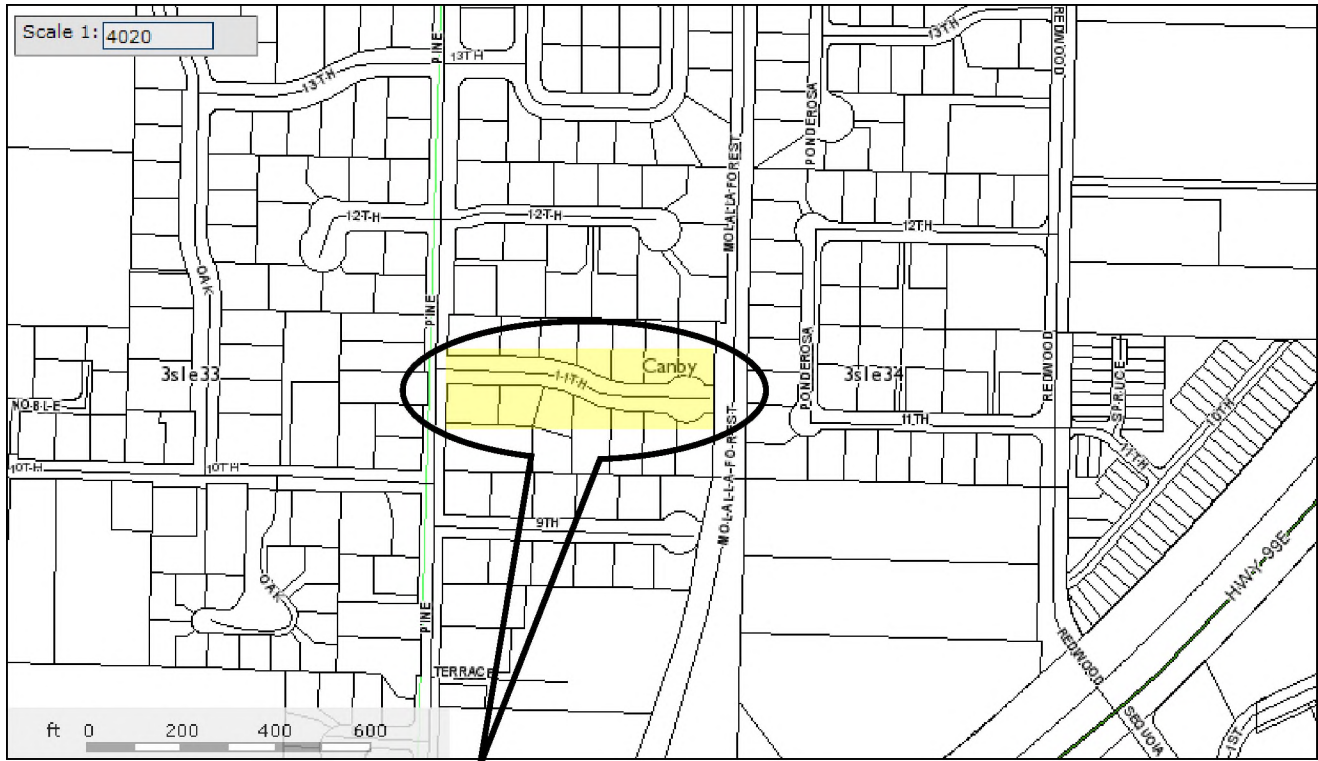 Scale 1: 4020
PINE
REDWOOD
13TH
13TH
13TH
PONDEROSA
MOLALLA FOREST
12TH
12TH
12TH
OAK
PINE
Canby
3s1e33
11TH
3s1e34
PONDEROSA
REDWOOD
SPRUCE
10TH
NOBLE
11TH
11TH
10TH
10TH
MOLALLA FOREST
9TH
HWY 99E
OAK
PINE
REDWOOD
TERRACE
SEQUOIA
1ST
ft 0 200 400 600